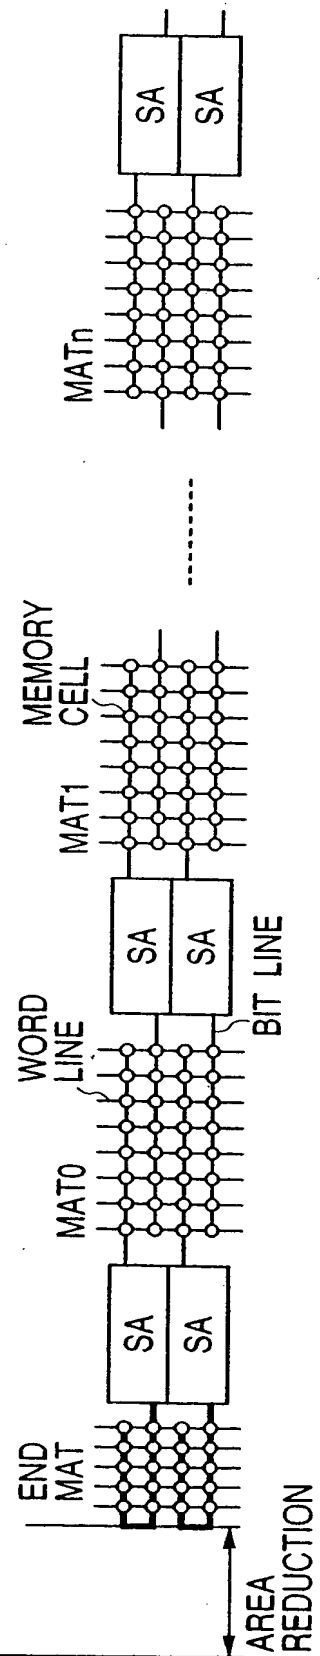 AREA
REDUCTION
END
MAT
SA
SA
MAT0
WORD
LINE
SA
SA
BIT LINE
MAT1
MEMORY
CELL
MATn
SA
SA